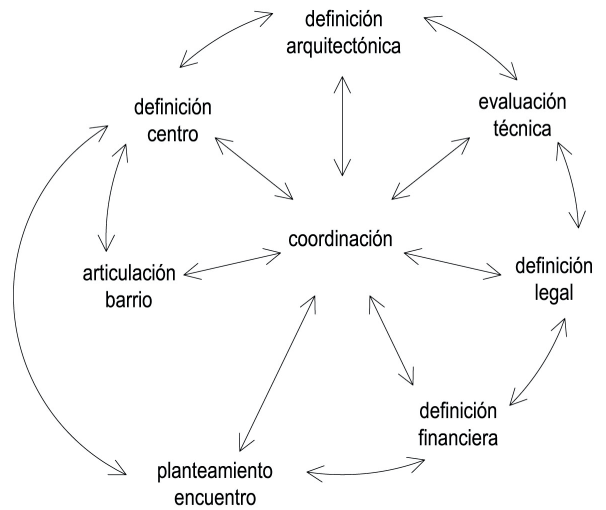 definición
arquitectónica
definición
centro
evaluación
técnica
coordinación
articulación
barrio
definición
legal
definición
financiera
planteamiento
encuentro